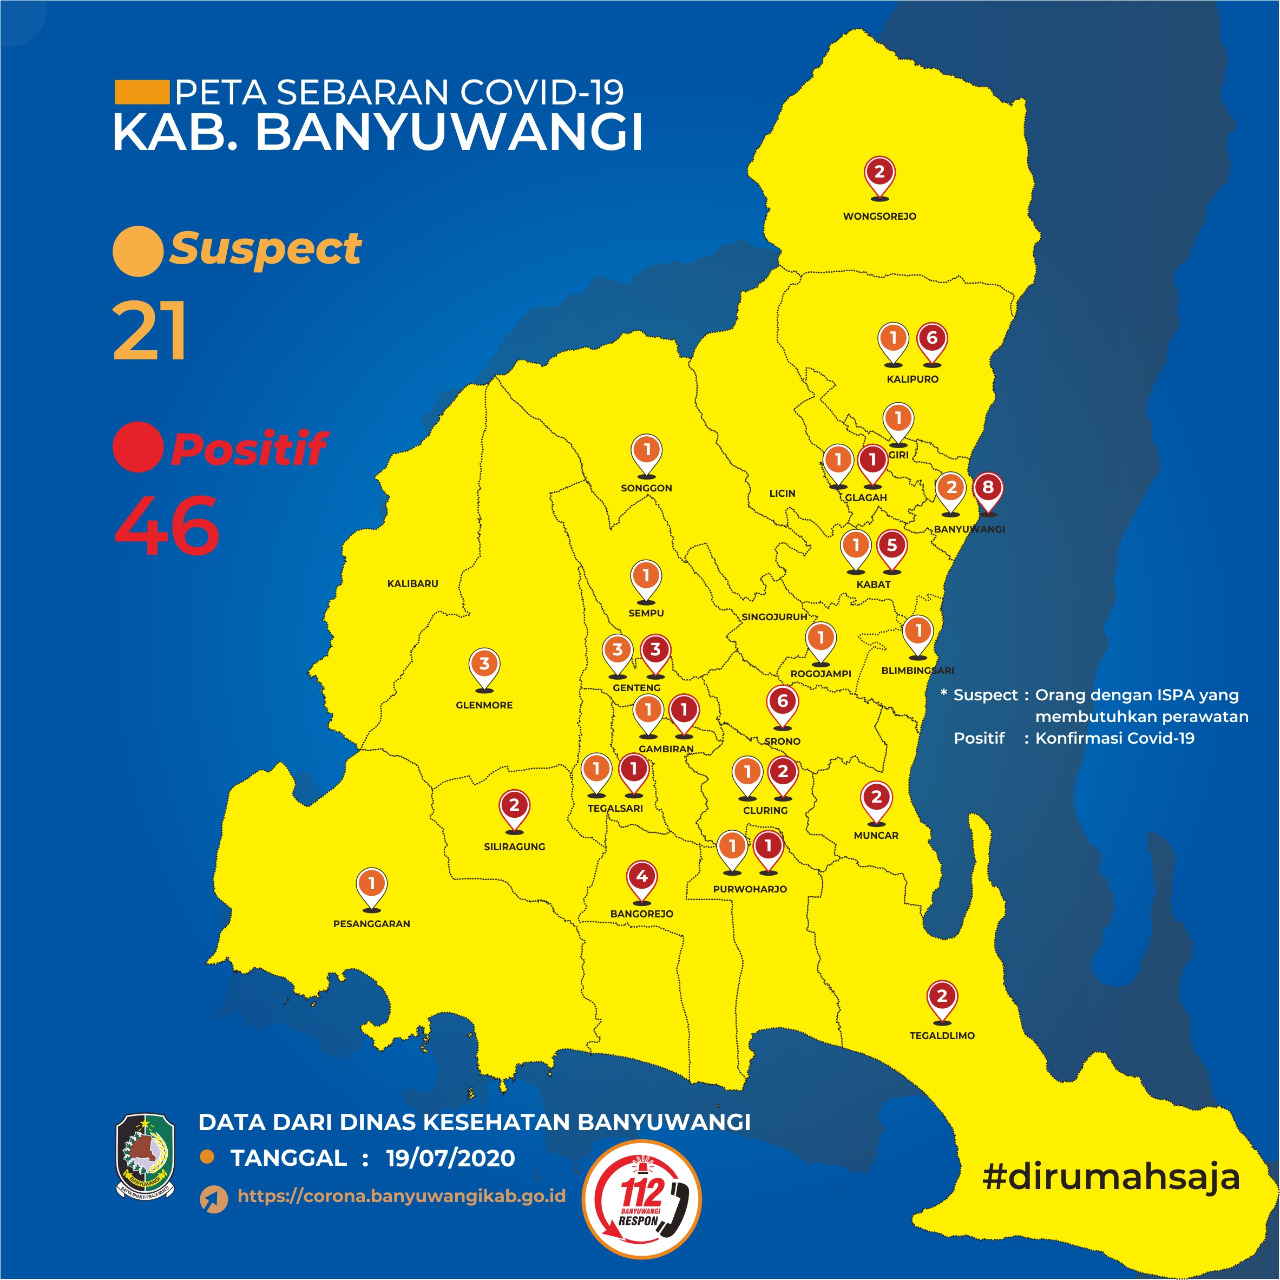 PETA SEBARAN COVID-19
KAB. BANYUWANGI
Suspect
21
Positif
46
2
WONGSOREJO
1 6
KALIPURO
1
GIRI
1
SONGGON
1 1
GLAGAH
LICIN
2 8
BANYUWANGI
1 5
KABAT
KALIBARU
1
SEMPU
SINGOJURUH
1
ROGOJAMPI
1
BLIMBINGSARI
3
GLENMORE
3 3
GENTENG
1 1
GAMBIRAN
6
SRONO
* Suspect : Orang dengan ISPA yang
membutuhkan perawatan
Positif : Konfirmasi Covid-19
1 1
TEGALSARI
1 2
CLURING
2
MUNCAR
2
SILIRAGUNG
1 1
PURWOHARJO
1
PESANGGARAN
4
BANGOREJO
2
TEGALDLIMO
DATA DARI DINAS KESEHATAN BANYUWANGI
TANGGAL : 19/07/2020
https://corona.banyuwangikab.go.id
112
BANYUWANGI
RESPON
#dirumahsaja